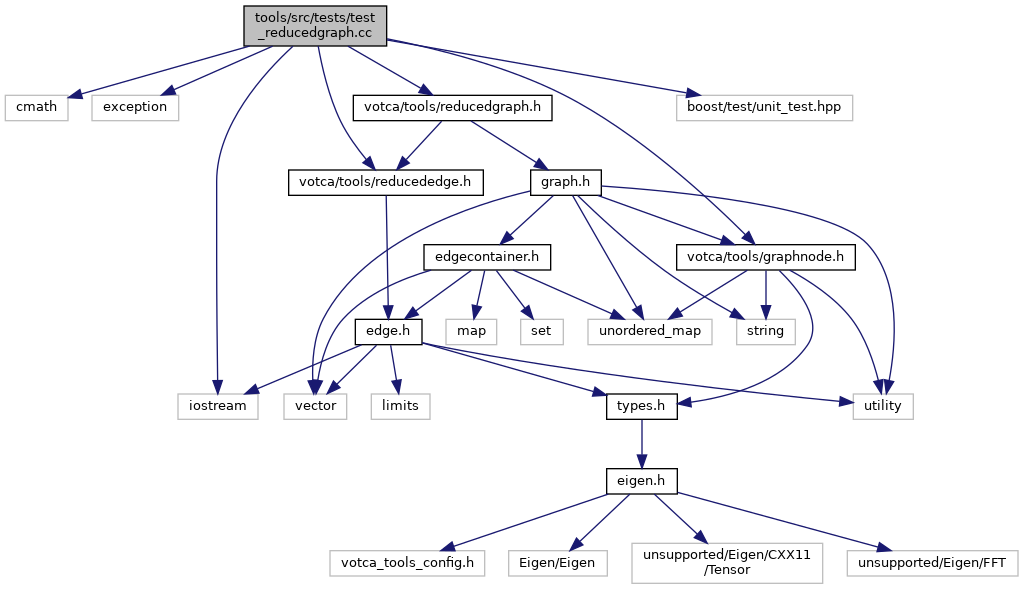 tools/src/tests/test
_reducedgraph.cc
cmath
exception
votca/tools/reducedgraph.h
boost/test/unit_test.hpp
votca/tools/reducededge.h
graph.h
edgecontainer.h
votca/tools/graphnode.h
edge.h
map
set
unordered_map
string
iostream
vector
limits
types.h
utility
eigen.h
votca_tools_config.h
Eigen/Eigen
unsupported/Eigen/CXX11
/Tensor
unsupported/Eigen/FFT